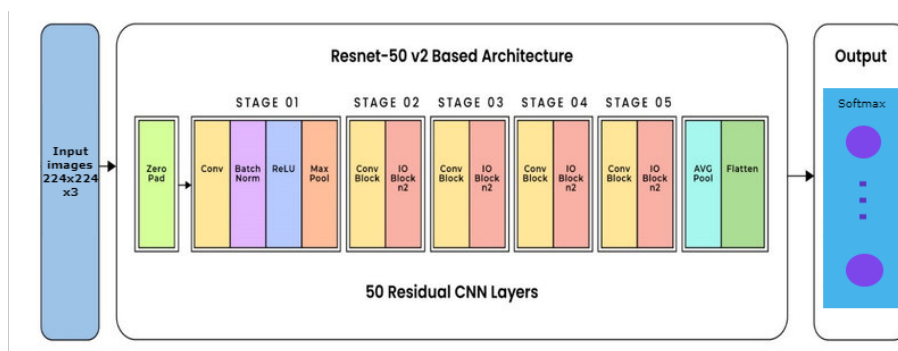 Resnet-50 v2 Based Architecture
Output
STAGE 01
STAGE 02
STAGE 03
STAGE 04
STAGE 05
Softmax
Input
images
224x224
x3
Zero
Pad
Conv
Batch
Norm
ReLU
Max
Pool
Conv
Block
IO
Block
n2
Conv
Block
IO
Block
n2
Conv
Block
IO
Block
n2
Conv
Block
IO
Block
n2
AVG
Pool
Flatten
50 Residual CNN Layers